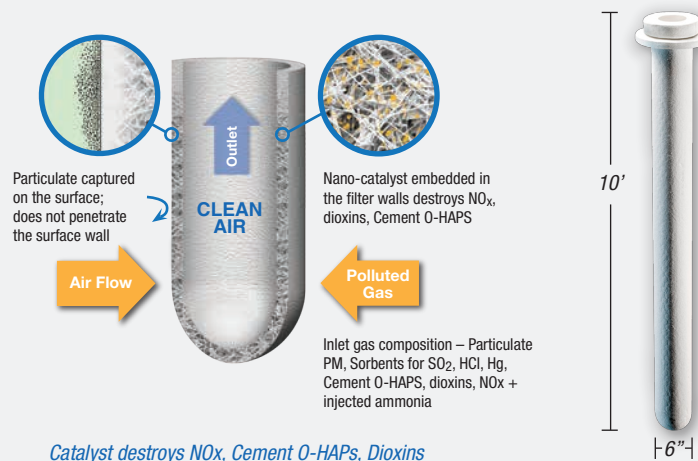 Particulate captured
on the surface;
does not penetrate
the surface wall
Outlet
CLEAN
AIR
Nano-catalyst embedded in
the filter walls destroys NOx,
dioxins, Cement O-HAPS
Air Flow
Polluted
Gas
Inlet gas composition – Particulate
PM, Sorbents for SO2, HCl, Hg,
Cement O-HAPS, dioxins, NOx +
injected ammonia
Catalyst destroys NOx, Cement O-HAPs, Dioxins
10'
6"